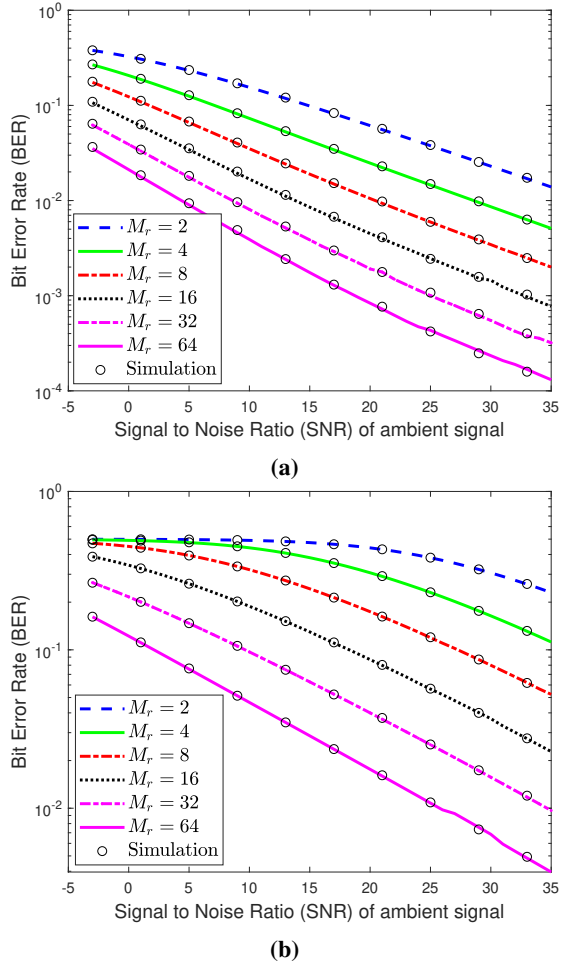 10^0
10^{-1}
10^{-2}
10^{-3}
10^{-4}
Bit Error Rate (BER)
M_r = 2
M_r = 4
M_r = 8
M_r = 16
M_r = 32
M_r = 64
Simulation
-5 0 5 10 15 20 25 30 35
Signal to Noise Ratio (SNR) of ambient signal
(a)
10^0
10^{-1}
10^{-2}
Bit Error Rate (BER)
M_r = 2
M_r = 4
M_r = 8
M_r = 16
M_r = 32
M_r = 64
Simulation
-5 0 5 10 15 20 25 30 35
Signal to Noise Ratio (SNR) of ambient signal
(b)